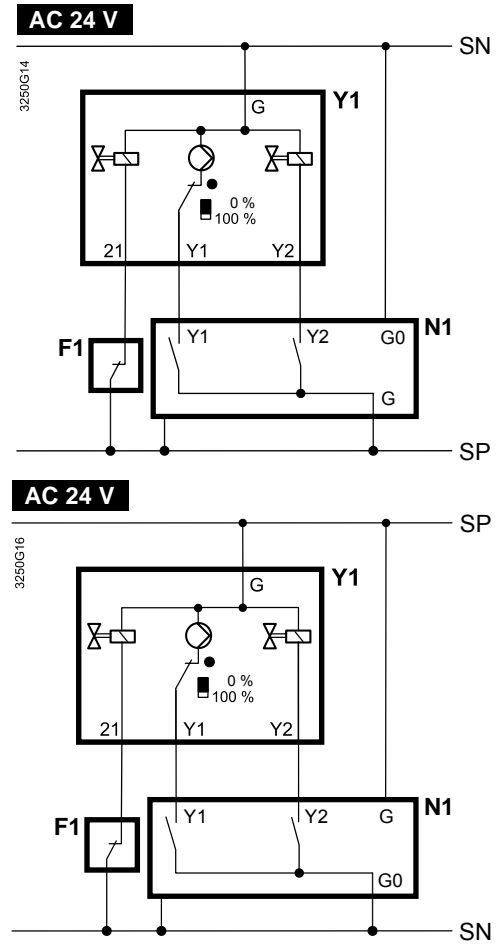 AC 24 V
SN
3250G14
G
Y1
0 %
100 %
21
Y1
Y2
F1
Y1
Y2
G0
N1
G
SP
AC 24 V
SP
3250G16
G
Y1
0 %
100 %
21
Y1
Y2
F1
Y1
Y2
G
N1
G0
SN